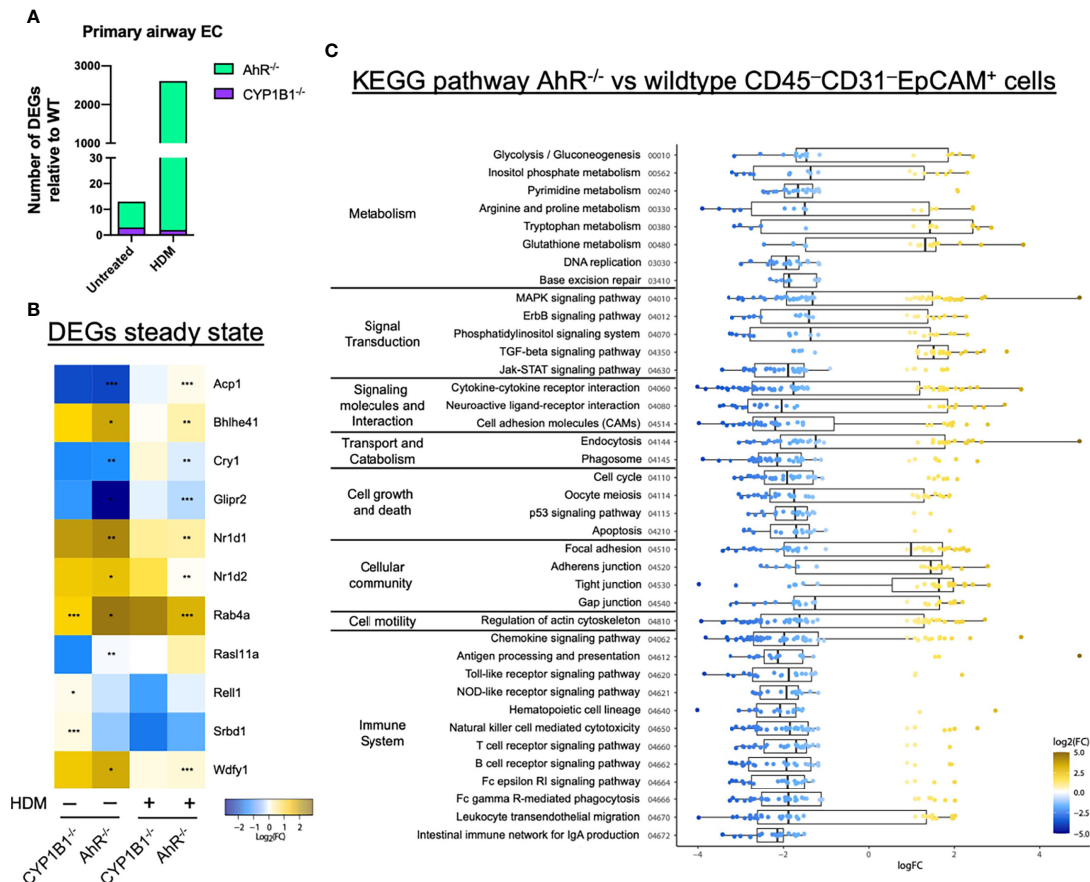 A
Primary airway EC
Number of DEGs
relative to WT
3000
2000
1000
30
20
10
0
Untreated
HDM
AhR-/-
CYP1B1-/-
B
DEGs steady state
*** *** Acp1
* ** Bhlhe41
** ** Cry1
* *** Glipr2
** ** Nr1d1
* ** Nr1d2
*** * *** Rab4a
** Rasl11a
* Rell1
*** Srbd1
* *** Wdfy1
HDM − − + +
CYP1B1-/- AhR-/- CYP1B1-/- AhR-/-
−2 −1 0 1 2
Log2(FC)
C
KEGG pathway AhR-/- vs wildtype CD45–CD31–EpCAM+ cells
Metabolism
Glycolysis / Gluconeogenesis 00010
Inositol phosphate metabolism 00562
Pyrimidine metabolism 00240
Arginine and proline metabolism 00330
Tryptophan metabolism 00380
Glutathione metabolism 00480
DNA replication 03030
Base excision repair 03410
Signal
Transduction
MAPK signaling pathway 04010
ErbB signaling pathway 04012
Phosphatidylinositol signaling system 04070
TGF-beta signaling pathway 04350
Jak-STAT signaling pathway 04630
Signaling
molecules and
Interaction
Cytokine-cytokine receptor interaction 04060
Neuroactive ligand-receptor interaction 04080
Cell adhesion molecules (CAMs) 04514
Transport and
Catabolism
Endocytosis 04144
Phagosome 04145
Cell growth
and death
Cell cycle 04110
Oocyte meiosis 04114
p53 signaling pathway 04115
Apoptosis 04210
Cellular
community
Focal adhesion 04510
Adherens junction 04520
Tight junction 04530
Gap junction 04540
Cell motility
Regulation of actin cytoskeleton 04810
Immune
System
Chemokine signaling pathway 04062
Antigen processing and presentation 04612
Toll-like receptor signaling pathway 04620
NOD-like receptor signaling pathway 04621
Hematopoietic cell lineage 04640
Natural killer cell mediated cytotoxicity 04650
T cell receptor signaling pathway 04660
B cell receptor signaling pathway 04662
Fc epsilon RI signaling pathway 04664
Fc gamma R-mediated phagocytosis 04666
Leukocyte transendothelial migration 04670
Intestinal immune network for IgA production 04672
−4 −2 0 2 4
logFC
log2(FC)
5.0
2.5
0.0
−2.5
−5.0